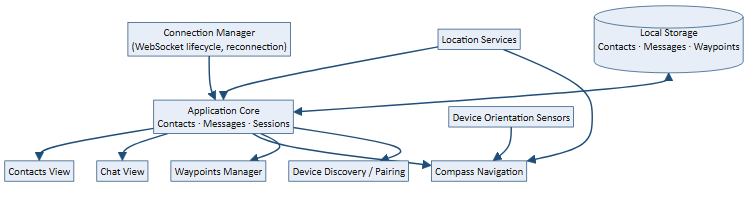 Connection Manager
(WebSocket lifecycle, reconnection)
Location Services
Local Storage
Contacts · Messages · Waypoints
Application Core
Contacts · Messages · Sessions
Device Orientation Sensors
Contacts View
Chat View
Waypoints Manager
Device Discovery / Pairing
Compass Navigation